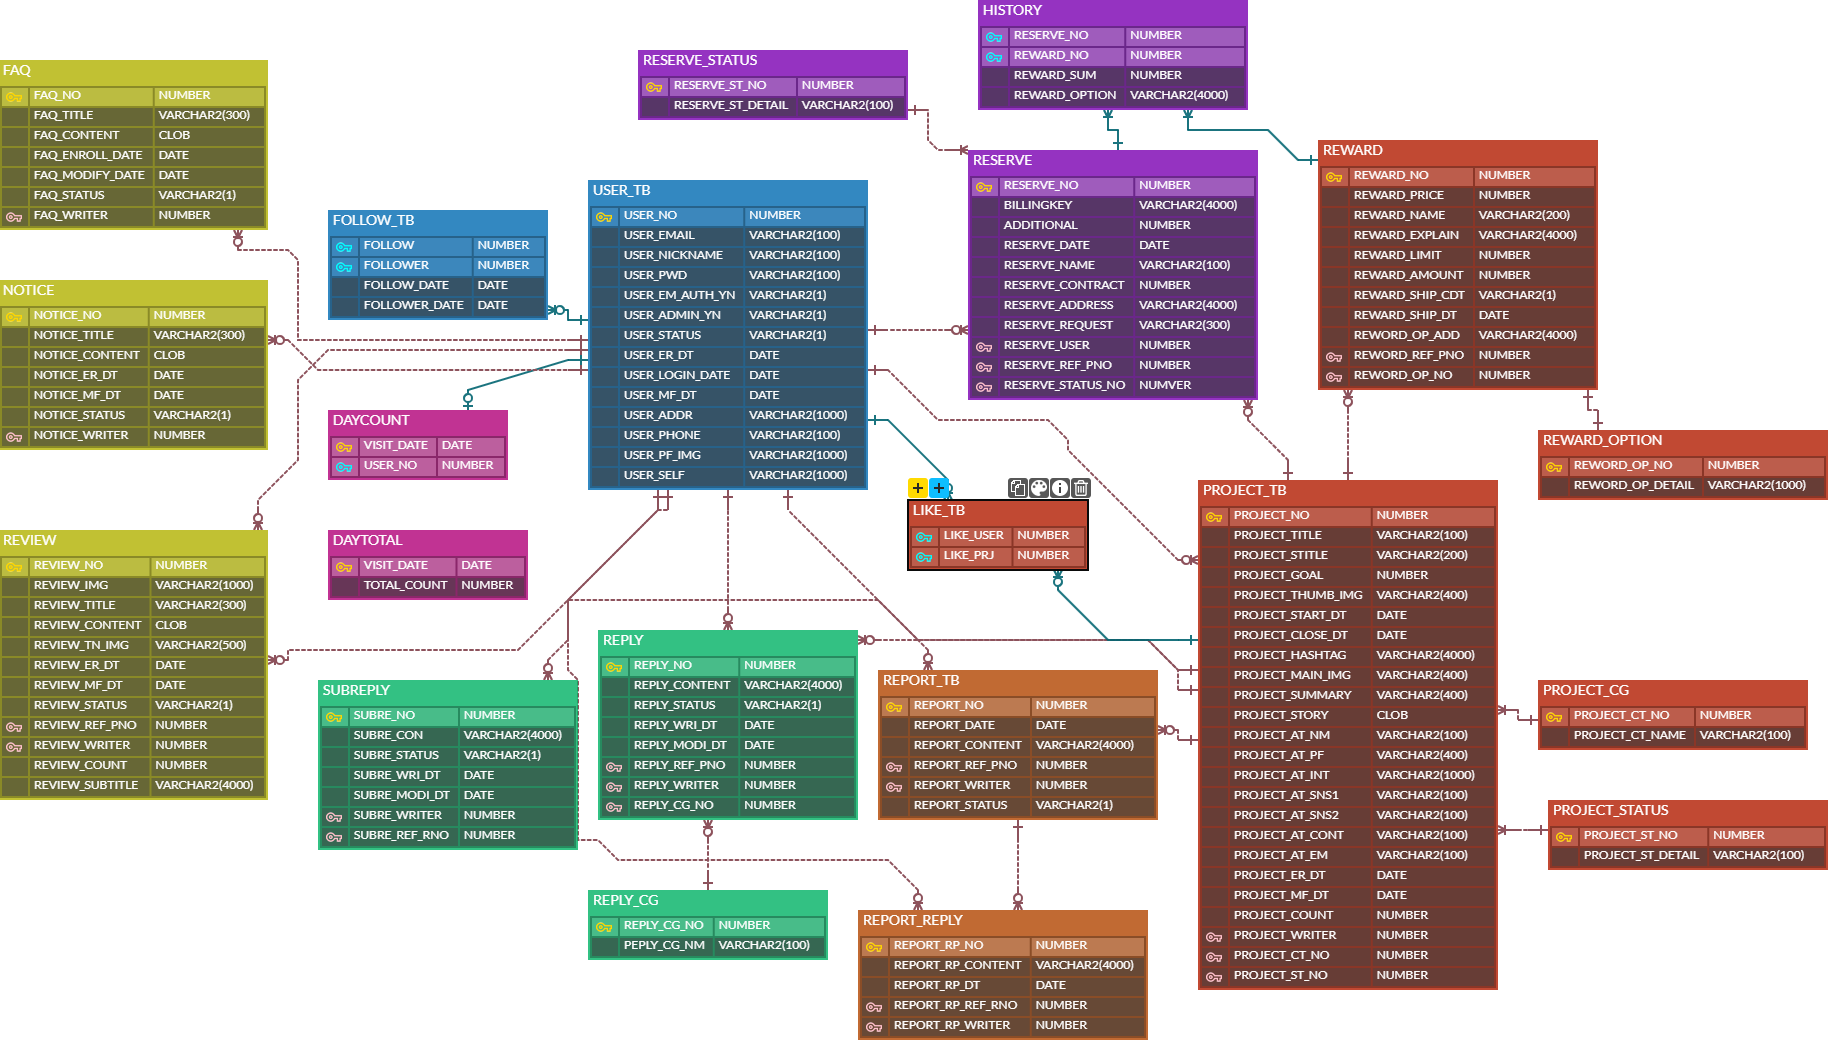 HISTORY
RESERVE_NO NUMBER
REWARD_NO NUMBER
REWARD_SUM NUMBER
REWARD_OPTION VARCHAR2(4000)
RESERVE_STATUS
RESERVE_ST_NO NUMBER
RESERVE_ST_DETAIL VARCHAR2(100)
FAQ
FAQ_NO NUMBER
FAQ_TITLE VARCHAR2(300)
FAQ_CONTENT CLOB
FAQ_ENROLL_DATE DATE
FAQ_MODIFY_DATE DATE
FAQ_STATUS VARCHAR2(1)
FAQ_WRITER NUMBER
RESERVE
RESERVE_NO NUMBER
BILLINGKEY VARCHAR2(4000)
ADDITIONAL NUMBER
RESERVE_DATE DATE
RESERVE_NAME VARCHAR2(100)
RESERVE_CONTRACT NUMBER
RESERVE_ADDRESS VARCHAR2(4000)
RESERVE_REQUEST VARCHAR2(300)
RESERVE_USER NUMBER
RESERVE_REF_PNO NUMBER
RESERVE_STATUS_NO NUMVER
REWARD
REWARD_NO NUMBER
REWARD_PRICE NUMBER
REWARD_NAME VARCHAR2(200)
REWARD_EXPLAIN VARCHAR2(4000)
REWARD_LIMIT NUMBER
REWARD_AMOUNT NUMBER
REWARD_SHIP_CDT VARCHAR2(1)
REWARD_SHIP_DT DATE
REWORD_OP_ADD VARCHAR2(4000)
REWORD_REF_PNO NUMBER
REWORD_OP_NO NUMBER
USER_TB
USER_NO NUMBER
USER_EMAIL VARCHAR2(100)
USER_NICKNAME VARCHAR2(100)
USER_PWD VARCHAR2(100)
USER_EM_AUTH_YN VARCHAR2(1)
USER_ADMIN_YN VARCHAR2(1)
USER_STATUS VARCHAR2(1)
USER_ER_DT DATE
USER_LOGIN_DATE DATE
USER_MF_DT DATE
USER_ADDR VARCHAR2(1000)
USER_PHONE VARCHAR2(100)
USER_PF_IMG VARCHAR2(1000)
USER_SELF VARCHAR2(1000)
FOLLOW_TB
FOLLOW NUMBER
FOLLOWER NUMBER
FOLLOW_DATE DATE
FOLLOWER_DATE DATE
NOTICE
NOTICE_NO NUMBER
NOTICE_TITLE VARCHAR2(300)
NOTICE_CONTENT CLOB
NOTICE_ER_DT DATE
NOTICE_MF_DT DATE
NOTICE_STATUS VARCHAR2(1)
NOTICE_WRITER NUMBER
DAYCOUNT
VISIT_DATE DATE
USER_NO NUMBER
REWARD_OPTION
REWORD_OP_NO NUMBER
REWORD_OP_DETAIL VARCHAR2(1000)
LIKE_TB
LIKE_USER NUMBER
LIKE_PRJ NUMBER
PROJECT_TB
PROJECT_NO NUMBER
PROJECT_TITLE VARCHAR2(100)
PROJECT_STITLE VARCHAR2(200)
PROJECT_GOAL NUMBER
PROJECT_THUMB_IMG VARCHAR2(400)
PROJECT_START_DT DATE
PROJECT_CLOSE_DT DATE
PROJECT_HASHTAG VARCHAR2(4000)
PROJECT_MAIN_IMG VARCHAR2(400)
PROJECT_SUMMARY VARCHAR2(400)
PROJECT_STORY CLOB
PROJECT_AT_NM VARCHAR2(100)
PROJECT_AT_PF VARCHAR2(400)
PROJECT_AT_INT VARCHAR2(1000)
PROJECT_AT_SNS1 VARCHAR2(100)
PROJECT_AT_SNS2 VARCHAR2(100)
PROJECT_AT_CONT VARCHAR2(100)
PROJECT_AT_EM VARCHAR2(100)
PROJECT_ER_DT DATE
PROJECT_MF_DT DATE
PROJECT_COUNT NUMBER
PROJECT_WRITER NUMBER
PROJECT_CT_NO NUMBER
PROJECT_ST_NO NUMBER
REVIEW
REVIEW_NO NUMBER
REVIEW_IMG VARCHAR2(1000)
REVIEW_TITLE VARCHAR2(300)
REVIEW_CONTENT CLOB
REVIEW_TN_IMG VARCHAR2(500)
REVIEW_ER_DT DATE
REVIEW_MF_DT DATE
REVIEW_STATUS VARCHAR2(1)
REVIEW_REF_PNO NUMBER
REVIEW_WRITER NUMBER
REVIEW_COUNT NUMBER
REVIEW_SUBTITLE VARCHAR2(4000)
DAYTOTAL
VISIT_DATE DATE
TOTAL_COUNT NUMBER
SUBREPLY
SUBRE_NO NUMBER
SUBRE_CON VARCHAR2(4000)
SUBRE_STATUS VARCHAR2(1)
SUBRE_WRI_DT DATE
SUBRE_MODI_DT DATE
SUBRE_WRITER NUMBER
SUBRE_REF_RNO NUMBER
REPLY
REPLY_NO NUMBER
REPLY_CONTENT VARCHAR2(4000)
REPLY_STATUS VARCHAR2(1)
REPLY_WRI_DT DATE
REPLY_MODI_DT DATE
REPLY_REF_PNO NUMBER
REPLY_WRITER NUMBER
REPLY_CG_NO NUMBER
REPORT_TB
REPORT_NO NUMBER
REPORT_DATE DATE
REPORT_CONTENT VARCHAR2(4000)
REPORT_REF_PNO NUMBER
REPORT_WRITER NUMBER
REPORT_STATUS VARCHAR2(1)
PROJECT_CG
PROJECT_CT_NO NUMBER
PROJECT_CT_NAME VARCHAR2(100)
PROJECT_STATUS
PROJECT_ST_NO NUMBER
PROJECT_ST_DETAIL VARCHAR2(100)
REPLY_CG
REPLY_CG_NO NUMBER
PEPLY_CG_NM VARCHAR2(100)
REPORT_REPLY
REPORT_RP_NO NUMBER
REPORT_RP_CONTENT VARCHAR2(4000)
REPORT_RP_DT DATE
REPORT_RP_REF_RNO NUMBER
REPORT_RP_WRITER NUMBER